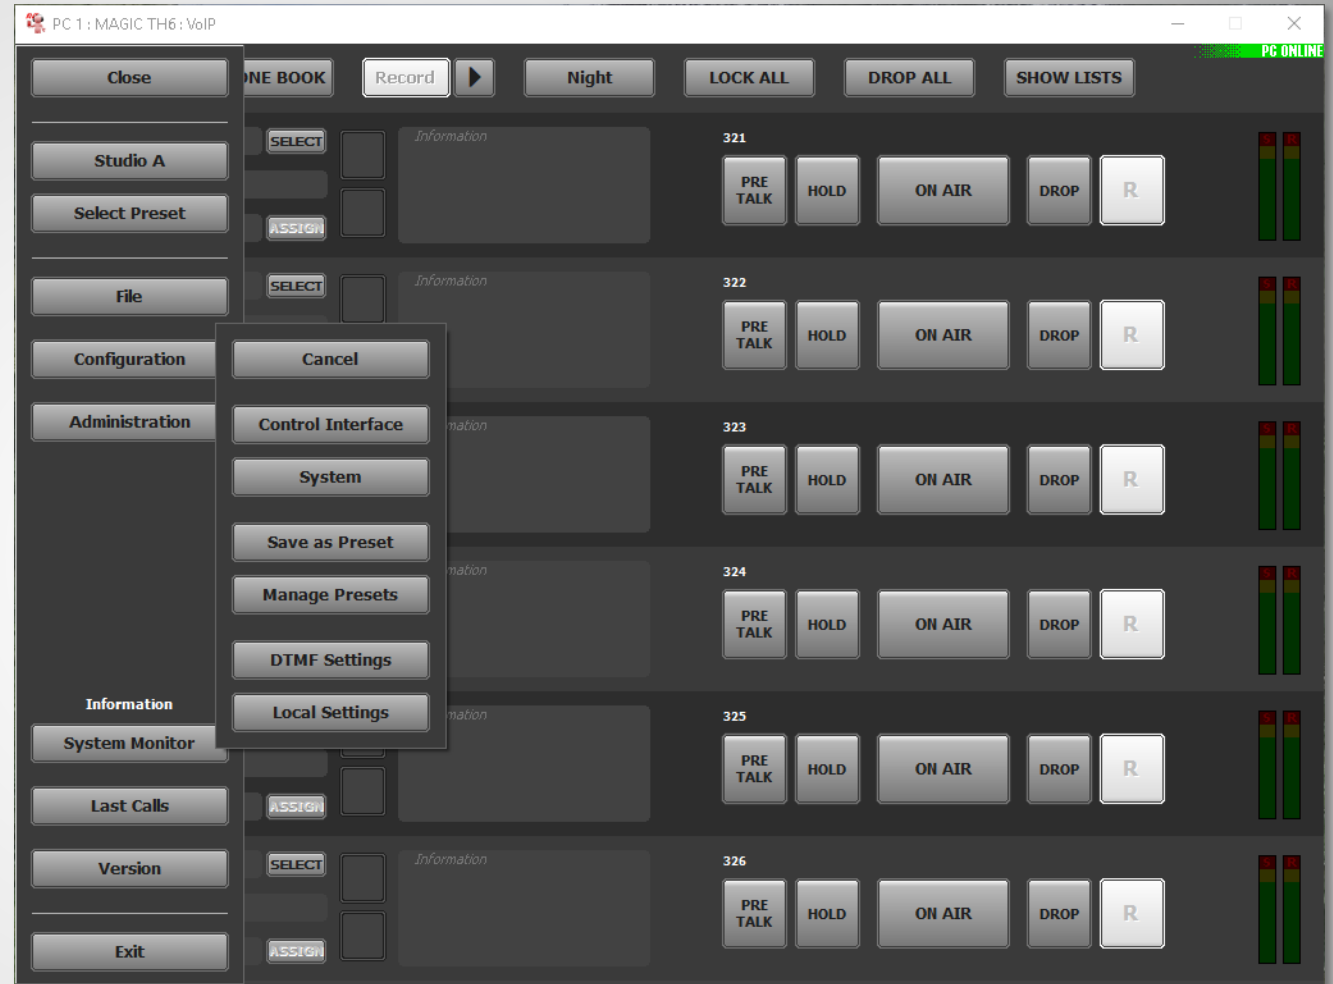 PC 1 : MAGIC TH6 : VoIP
PC ONLINE
Close
ONE BOOK
Record
Night
LOCK ALL
DROP ALL
SHOW LISTS
Studio A
Select Preset
File
Configuration
Administration
Information
System Monitor
Last Calls
Version
Exit
Cancel
Control Interface
System
Save as Preset
Manage Presets
DTMF Settings
Local Settings
SELECT
ASSIGN
Information
321
PRE
TALK
HOLD
ON AIR
DROP
R
S R
SELECT
Information
322
PRE
TALK
HOLD
ON AIR
DROP
R
S R
mation
323
PRE
TALK
HOLD
ON AIR
DROP
R
S R
mation
324
PRE
TALK
HOLD
ON AIR
DROP
R
S R
mation
ASSIGN
325
PRE
TALK
HOLD
ON AIR
DROP
R
S R
SELECT
ASSIGN
Information
326
PRE
TALK
HOLD
ON AIR
DROP
R
S R